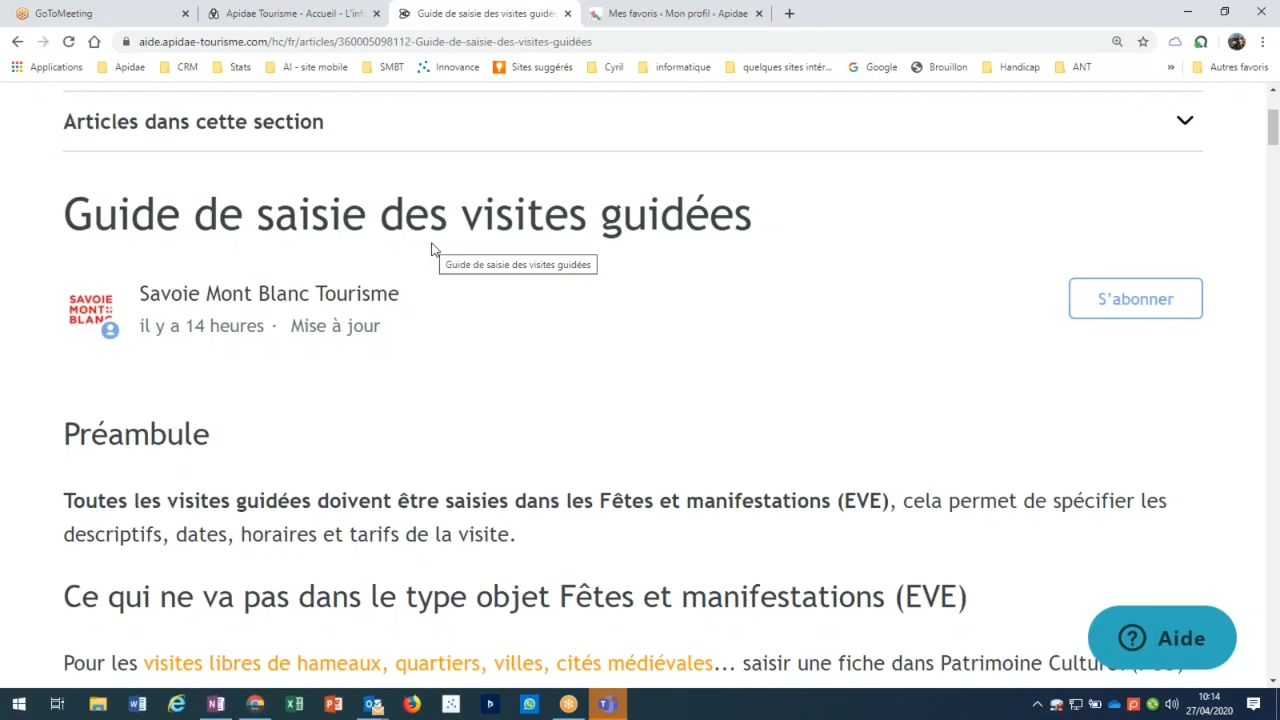 GoToMeeting
Apidae Tourisme - Accueil - L'inf
Guide de saisie des visites guidé
Mes favoris ‹ Mon profil ‹ Apidae
aide.apidae-tourisme.com/hc/fr/articles/360005098112-Guide-de-saisie-des-visites-guidées
Applications Apidae CRM Stats AI - site mobile SMBT Innovance Sites suggérés Cyril informatique quelques sites intér... Google Brouillon Handicap ANT » Autres favoris
Articles dans cette section
Guide de saisie des visites guidées
Guide de saisie des visites guidées
SAVOIE
MONT
BLANC
Savoie Mont Blanc Tourisme
il y a 14 heures · Mise à jour
S'abonner
Préambule
Toutes les visites guidées doivent être saisies dans les Fêtes et manifestations (EVE), cela permet de spécifier les
descriptifs, dates, horaires et tarifs de la visite.
Ce qui ne va pas dans le type objet Fêtes et manifestations (EVE)
Pour les visites libres de hameaux, quartiers, villes, cités médiévales... saisir une fiche dans Patrimoine
Aide
10:14
27/04/2020